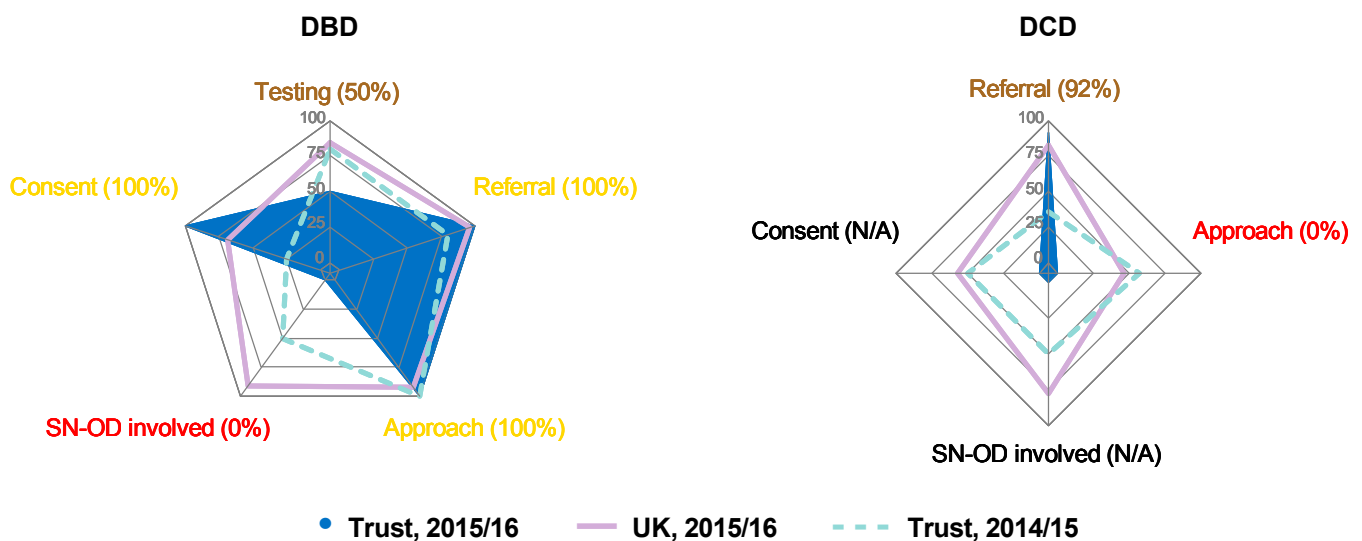 DBD
DCD
Testing (50%)
Referral (92%)
100
75
50
25
0
100
75
50
25
0
Consent (100%)
Referral (100%)
Consent (N/A)
Approach (0%)
SN-OD involved (0%)
Approach (100%)
SN-OD involved (N/A)
Trust, 2015/16
UK, 2015/16
Trust, 2014/15